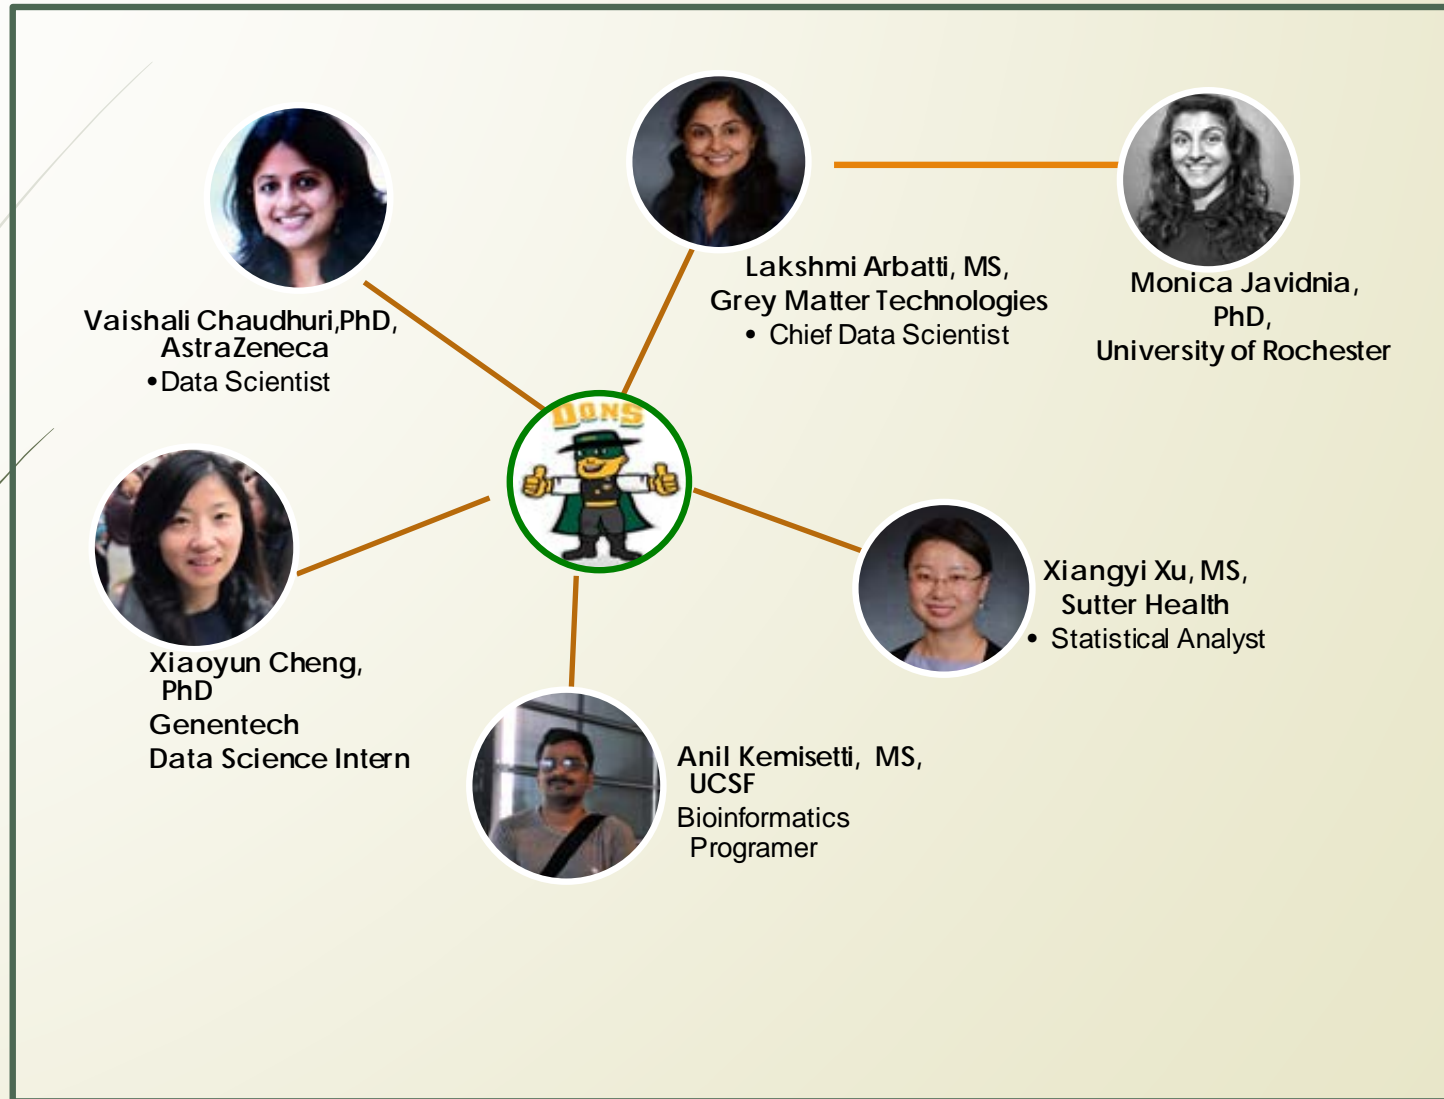 Vaishali Chaudhuri,PhD,
AstraZeneca
•Data Scientist
Lakshmi Arbatti, MS,
Grey Matter Technologies
• Chief Data Scientist
Monica Javidnia,
PhD,
University of Rochester
DONS
Xiaoyun Cheng,
PhD
Genentech
Data Science Intern
Xiangyi Xu, MS,
Sutter Health
• Statistical Analyst
Anil Kemisetti, MS,
UCSF
Bioinformatics
Programer